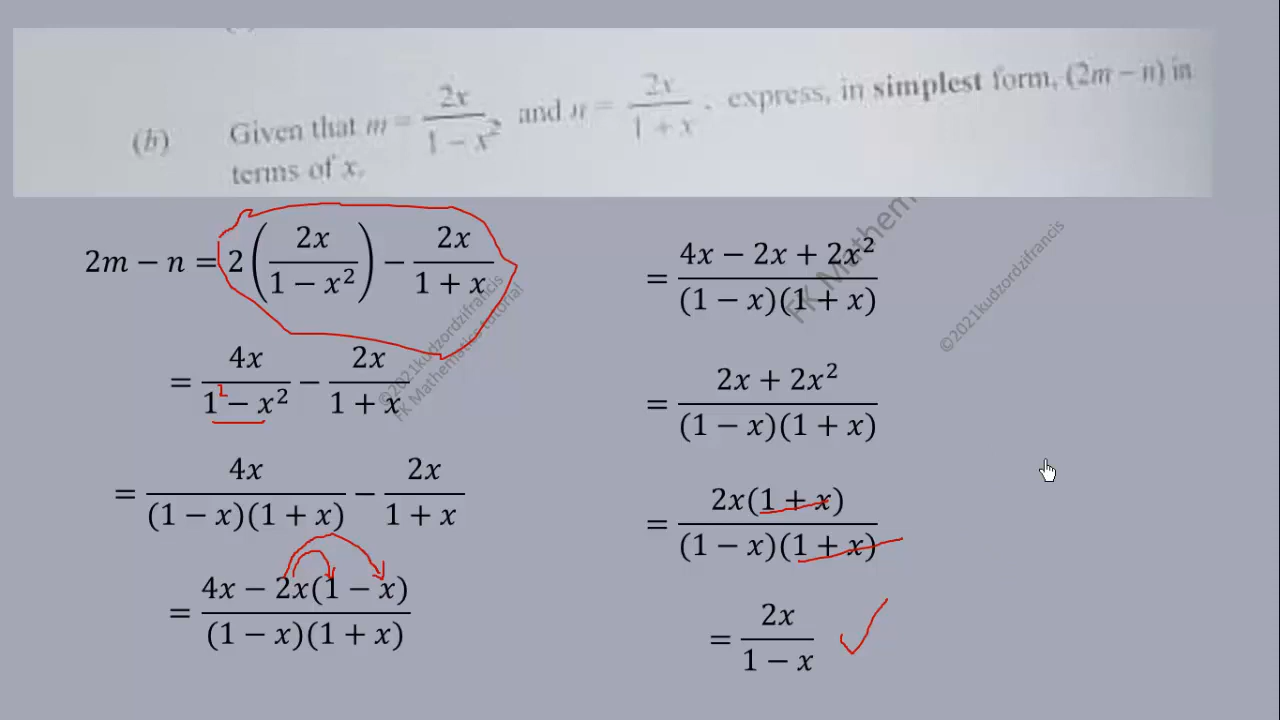 (b) Given that m = 2x/(1 − x²) and n = 2x/(1 + x), express, in simplest form, (2m − n) in
terms of x.
2m − n = 2(2x/(1 − x²)) − 2x/(1 + x)
= 4x/(1 − x²) − 2x/(1 + x)
= 4x/((1 − x)(1 + x)) − 2x/(1 + x)
= (4x − 2x(1 − x))/((1 − x)(1 + x))
= (4x − 2x + 2x²)/((1 − x)(1 + x))
= (2x + 2x²)/((1 − x)(1 + x))
= 2x(1 + x)/((1 − x)(1 + x))
= 2x/(1 − x)
©2021kudzordzifrancis
FK Mathematics tutorial
FK Mathema
©2021kudzordzifrancis